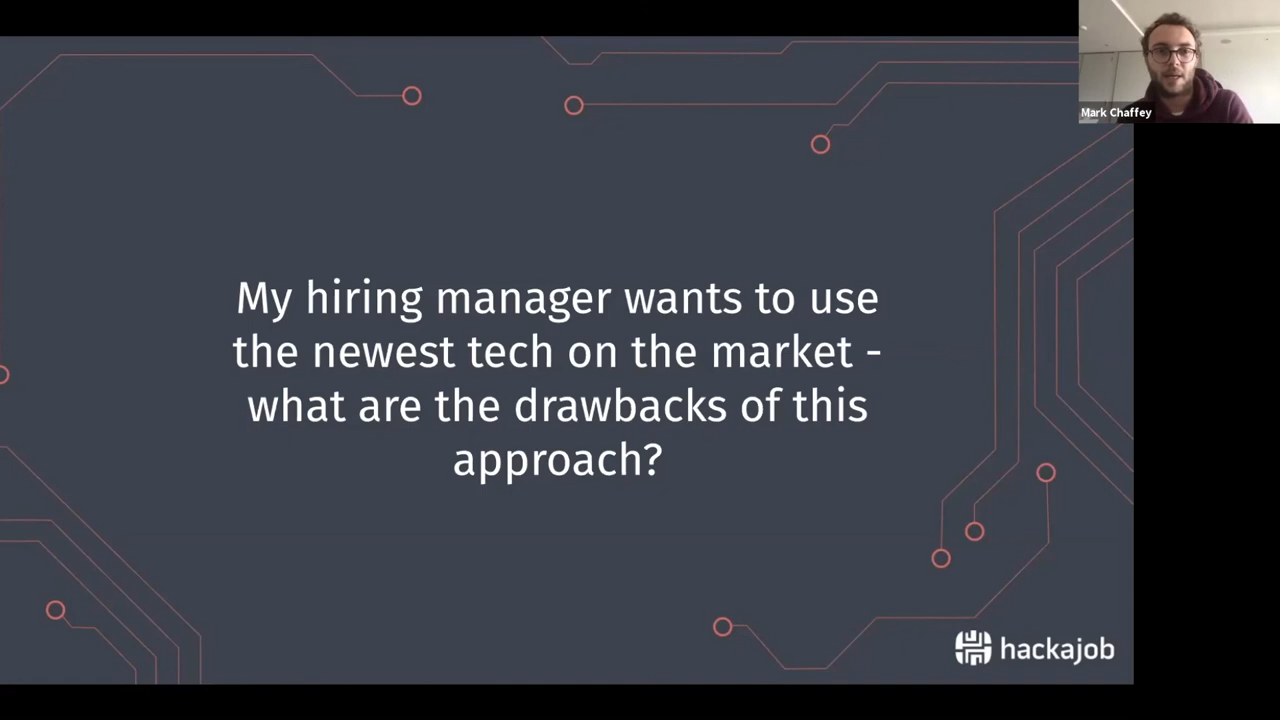 Mark Chaffey
My hiring manager wants to use
the newest tech on the market -
what are the drawbacks of this
approach?
hackajob